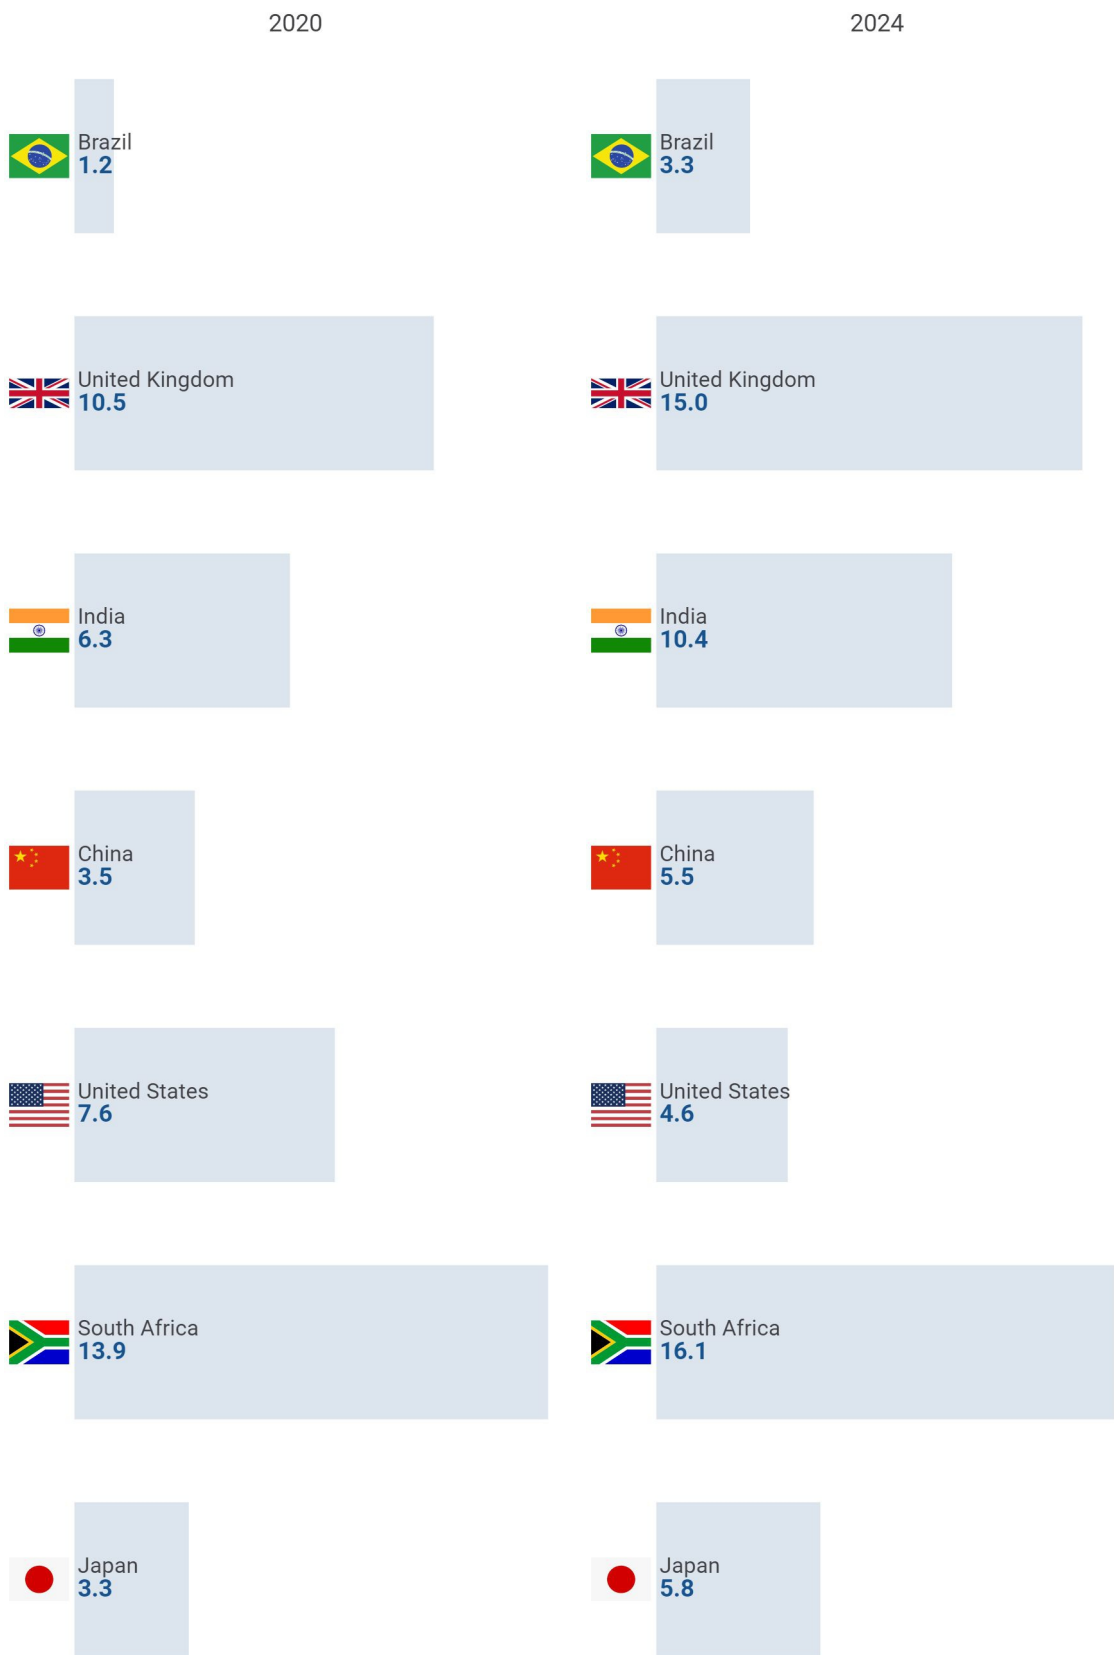 2020
2024
Brazil
1.2
Brazil
3.3
United Kingdom
10.5
United Kingdom
15.0
India
6.3
India
10.4
China
3.5
China
5.5
United States
7.6
United States
4.6
South Africa
13.9
South Africa
16.1
Japan
3.3
Japan
5.8